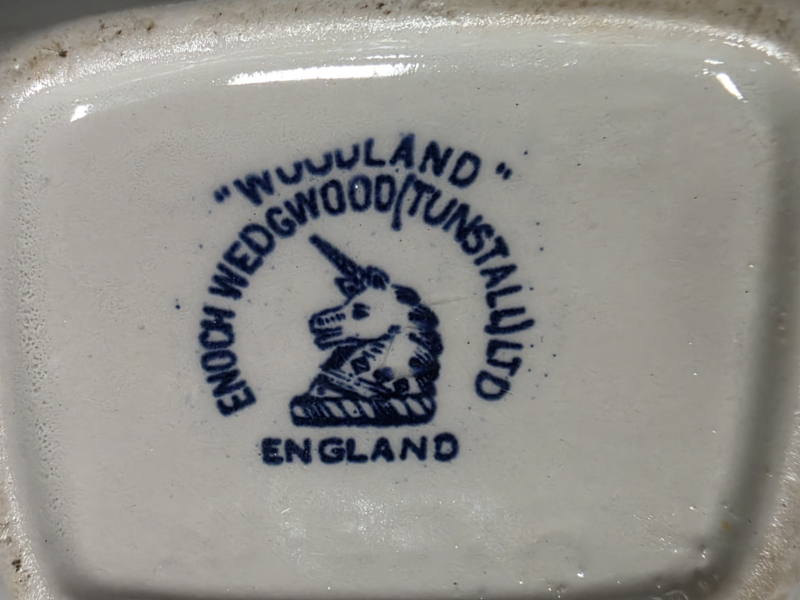 "WOODLAND"
ENOCH WEDGWOOD (TUNSTALL) LTD
ENGLAND